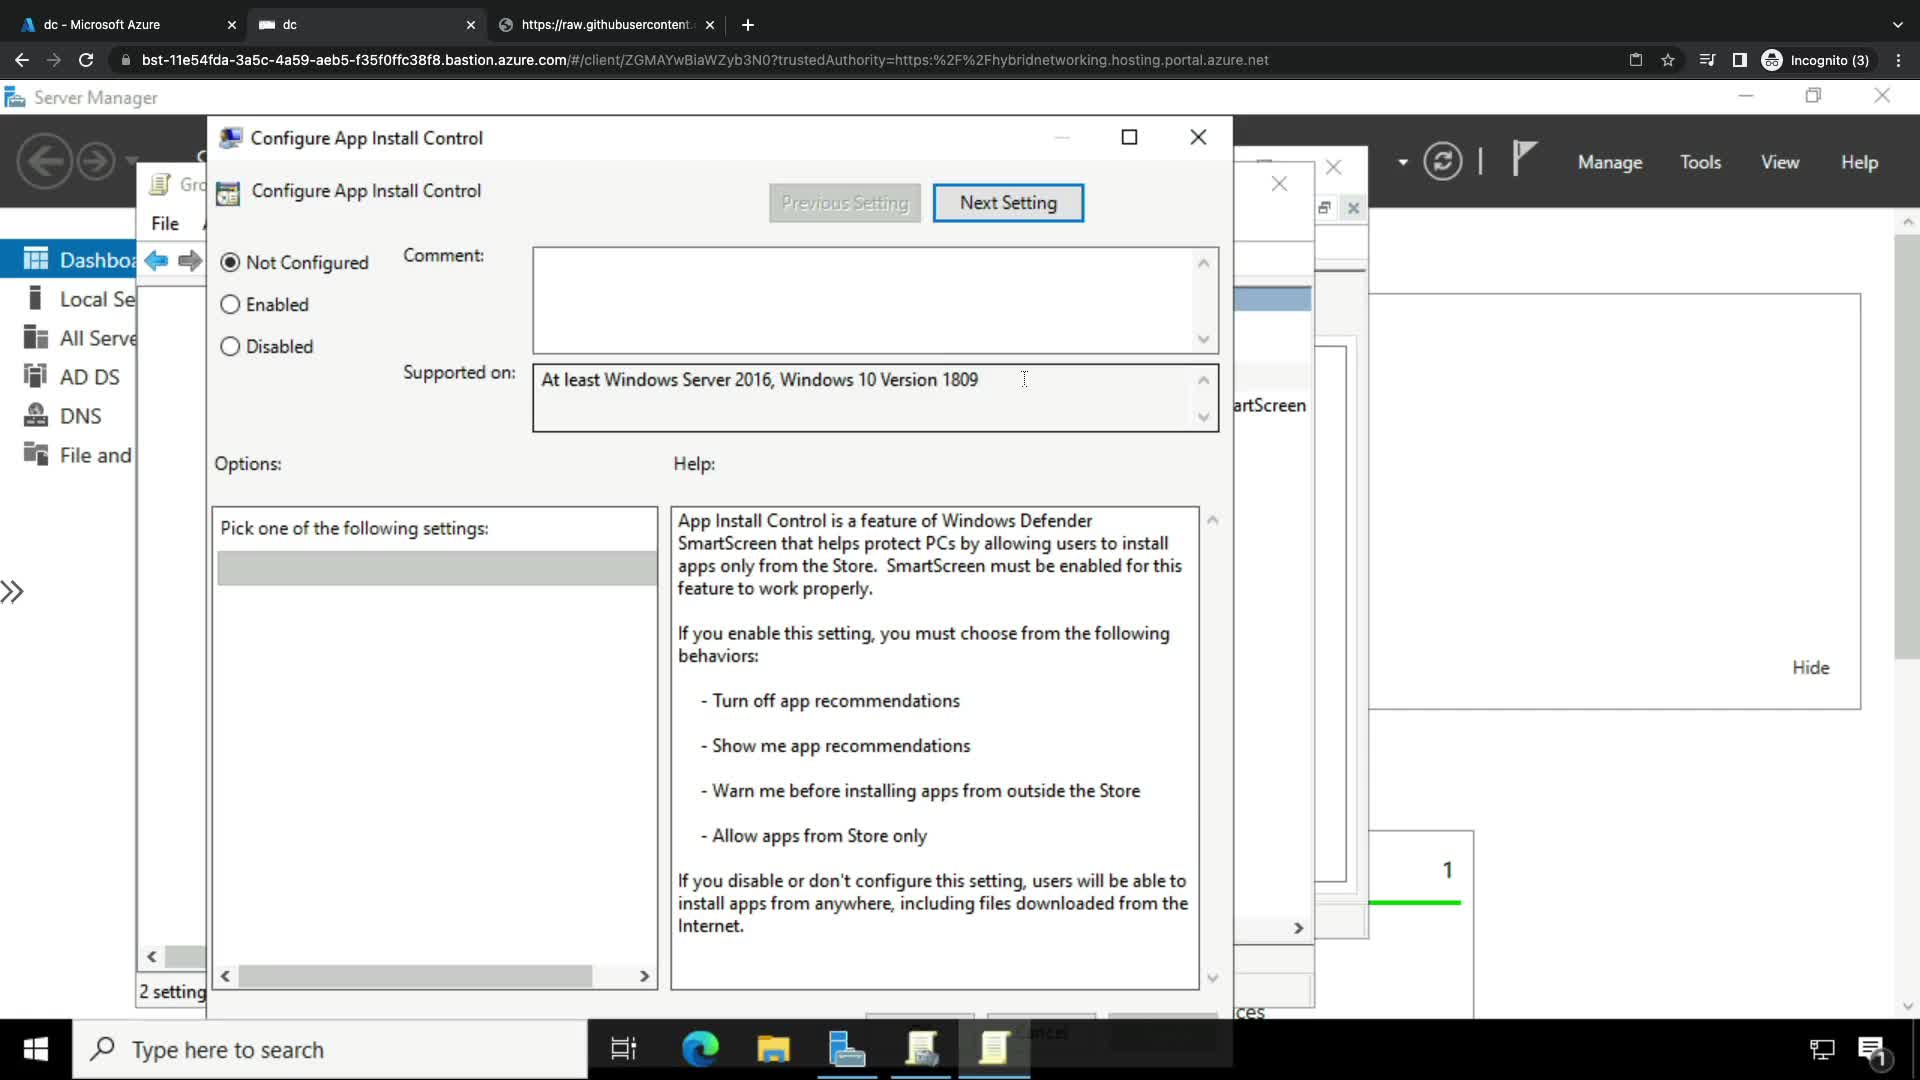 dc - Microsoft Azure
dc
https://raw.githubusercontent.
bst-11e54fda-3a5c-4a59-aeb5-f35f0ffc38f8.bastion.azure.com/#/client/ZGMAYwBiaWZyb3N0?trustedAuthority=https:%2F%2Fhybridnetworking.hosting.portal.azure.net
Incognito (3)
Server Manager
Manage
Tools
View
Help
Configure App Install Control
Gro
Configure App Install Control
Previous Setting
Next Setting
File
Dashboa
Local Se
All Serve
AD DS
DNS
File and
Not Configured
Enabled
Disabled
Comment:
Supported on:
At least Windows Server 2016, Windows 10 Version 1809
artScreen
Options:
Help:
Pick one of the following settings:
App Install Control is a feature of Windows Defender
SmartScreen that helps protect PCs by allowing users to install
apps only from the Store. SmartScreen must be enabled for this
feature to work properly.
If you enable this setting, you must choose from the following
behaviors:
- Turn off app recommendations
- Show me app recommendations
- Warn me before installing apps from outside the Store
- Allow apps from Store only
If you disable or don't configure this setting, users will be able to
install apps from anywhere, including files downloaded from the
Internet.
Hide
1
2 setting
ces
Type here to search
1